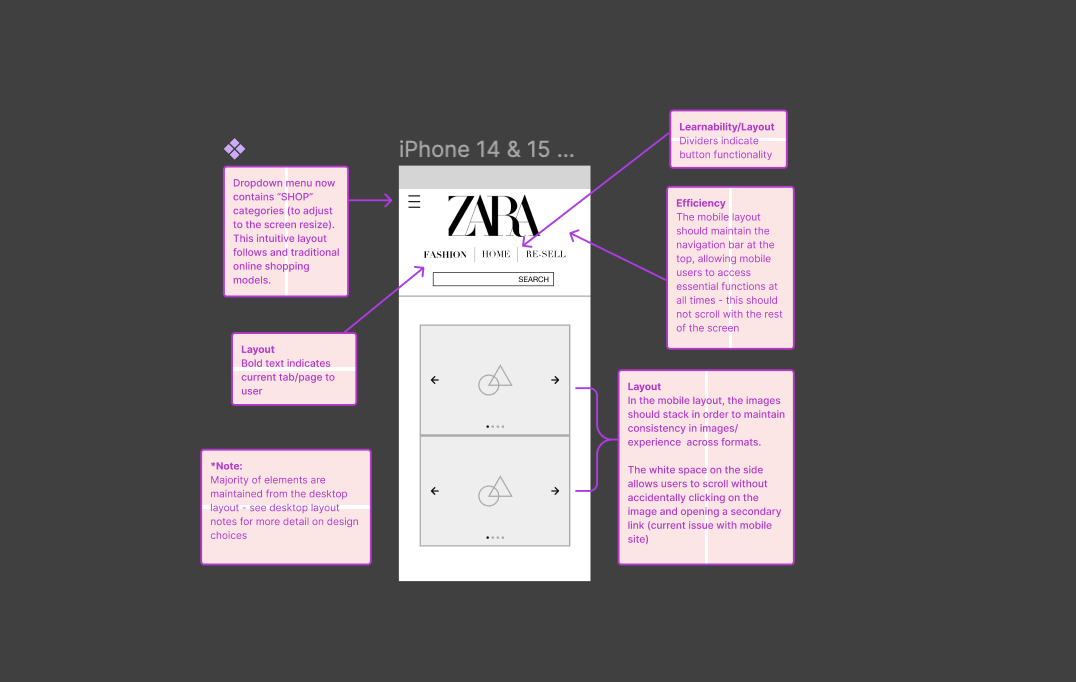 iPhone 14 & 15 ...
Learnability/Layout
Dividers indicate
button functionality
Dropdown menu now
contains “SHOP”
categories (to adjust
to the screen resize).
This intuitive layout
follows and traditional
online shopping
models.
ZARA
FASHION
HOME
RE-SELL
SEARCH
Efficiency
The mobile layout
should maintain the
navigation bar at the
top, allowing mobile
users to access
essential functions at
all times - this should
not scroll with the rest
of the screen
Layout
Bold text indicates
current tab/page to
user
Layout
In the mobile layout, the images
should stack in order to maintain
consistency in images/
experience across formats.
The white space on the side
allows users to scroll without
accidentally clicking on the
image and opening a secondary
link (current issue with mobile
site)
*Note:
Majority of elements are
maintained from the desktop
layout - see desktop layout
notes for more detail on design
choices